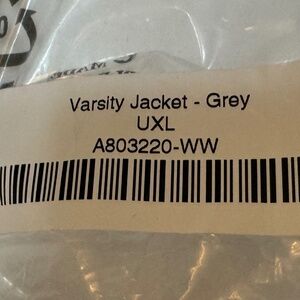 Varsity Jacket - Grey
UXL
A803220-WW